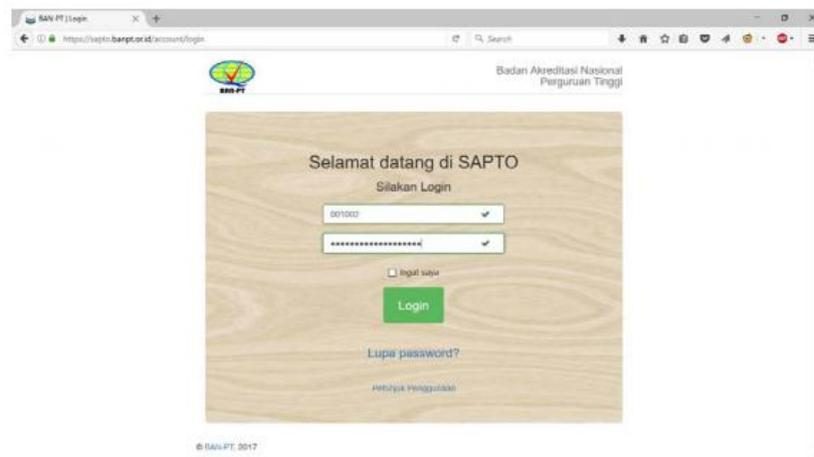 BAN-PT | Login
https://sapto.banpt.or.id/account/login
Search
BAN-PT
Badan Akreditasi Nasional
Perguruan Tinggi
Selamat datang di SAPTO
Silakan Login
001002
Ingat saya
Login
Lupa password?
Petunjuk Penggunaan
© BAN-PT, 2017